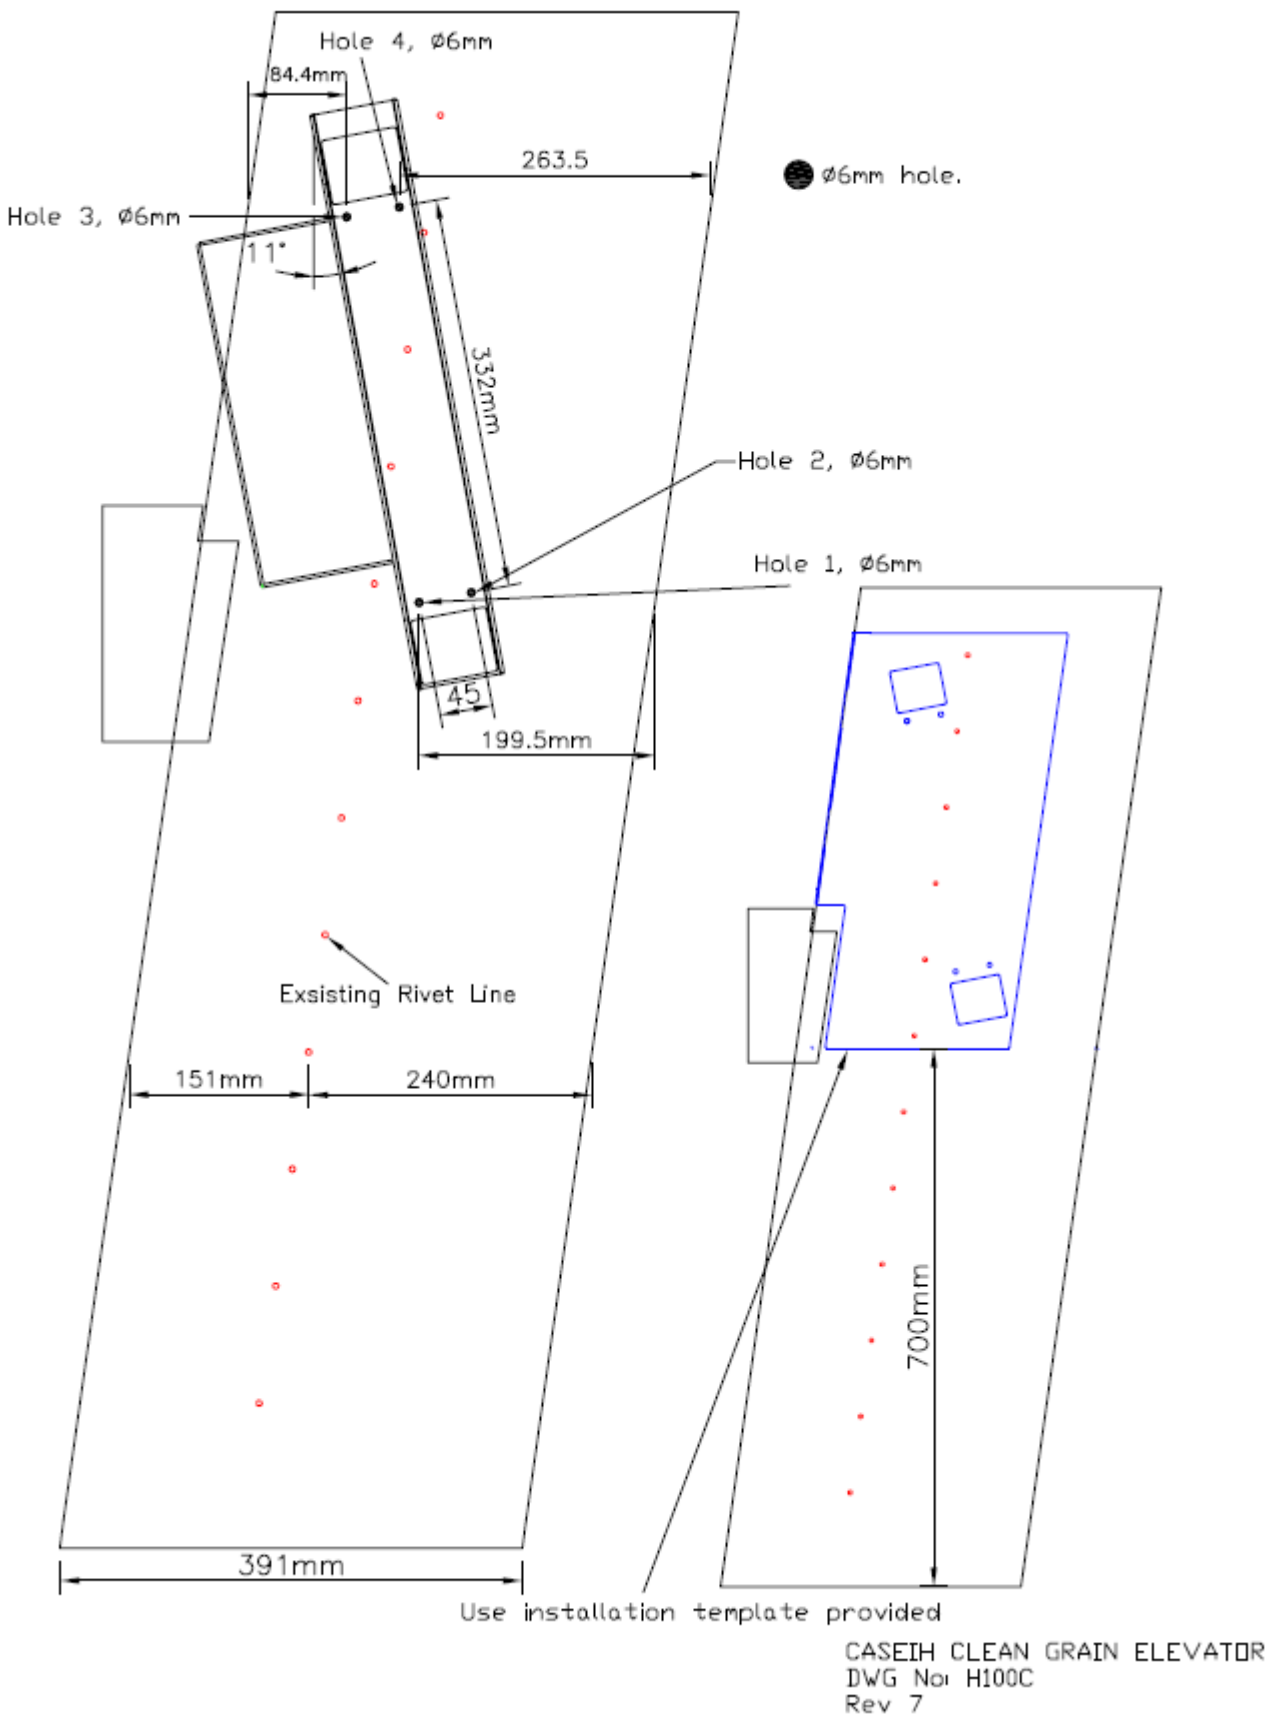 Hole 4, Ø6mm
84.4mm
263.5
Ø6mm hole.
Hole 3, Ø6mm
11°
332mm
Hole 2, Ø6mm
Hole 1, Ø6mm
45
199.5mm
Exsisting Rivet Line
151mm
240mm
700mm
391mm
Use installation template provided
CASEIH CLEAN GRAIN ELEVATOR
DWG No: H100C
Rev 7